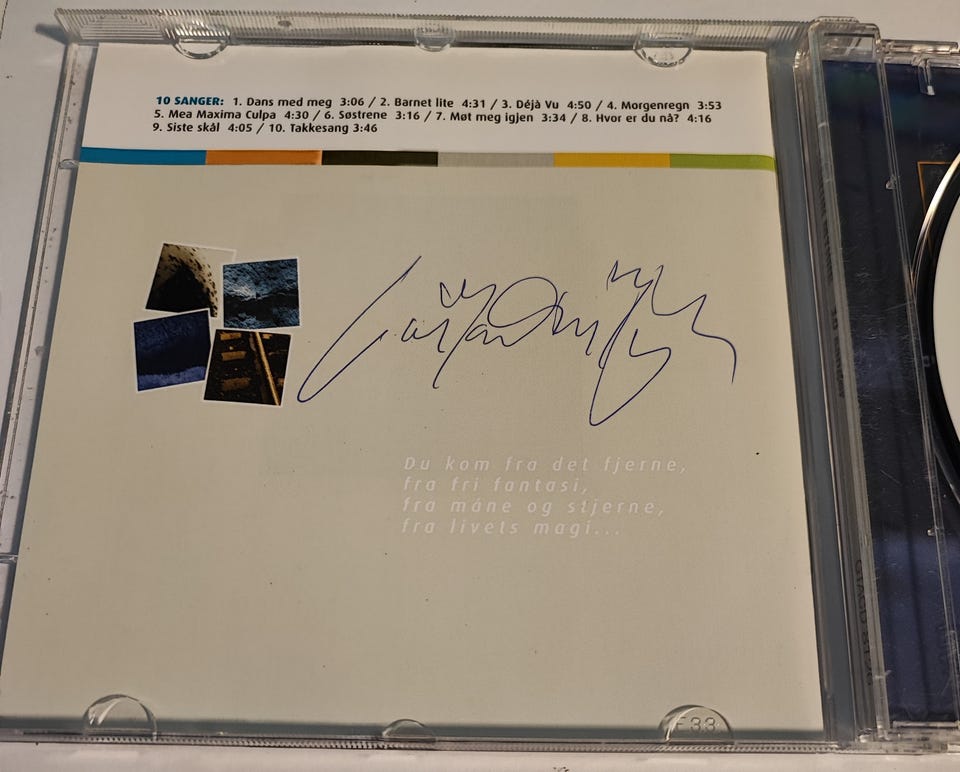 10 SANGER: 1. Dans med meg 3:06 / 2. Barnet lite 4:31 / 3. Déjà Vu 4:50 / 4. Morgenregn 3:53
5. Mea Maxima Culpa 4:30 / 6. Søstrene 3:16 / 7. Møt meg igjen 3:34 / 8. Hvor er du nå? 4:16
9. Siste skål 4:05 / 10. Takkesang 3:46
Du kom fra det fjerne,
fra fri fantasi,
fra måne og stjerne,
fra livets magi...
F33